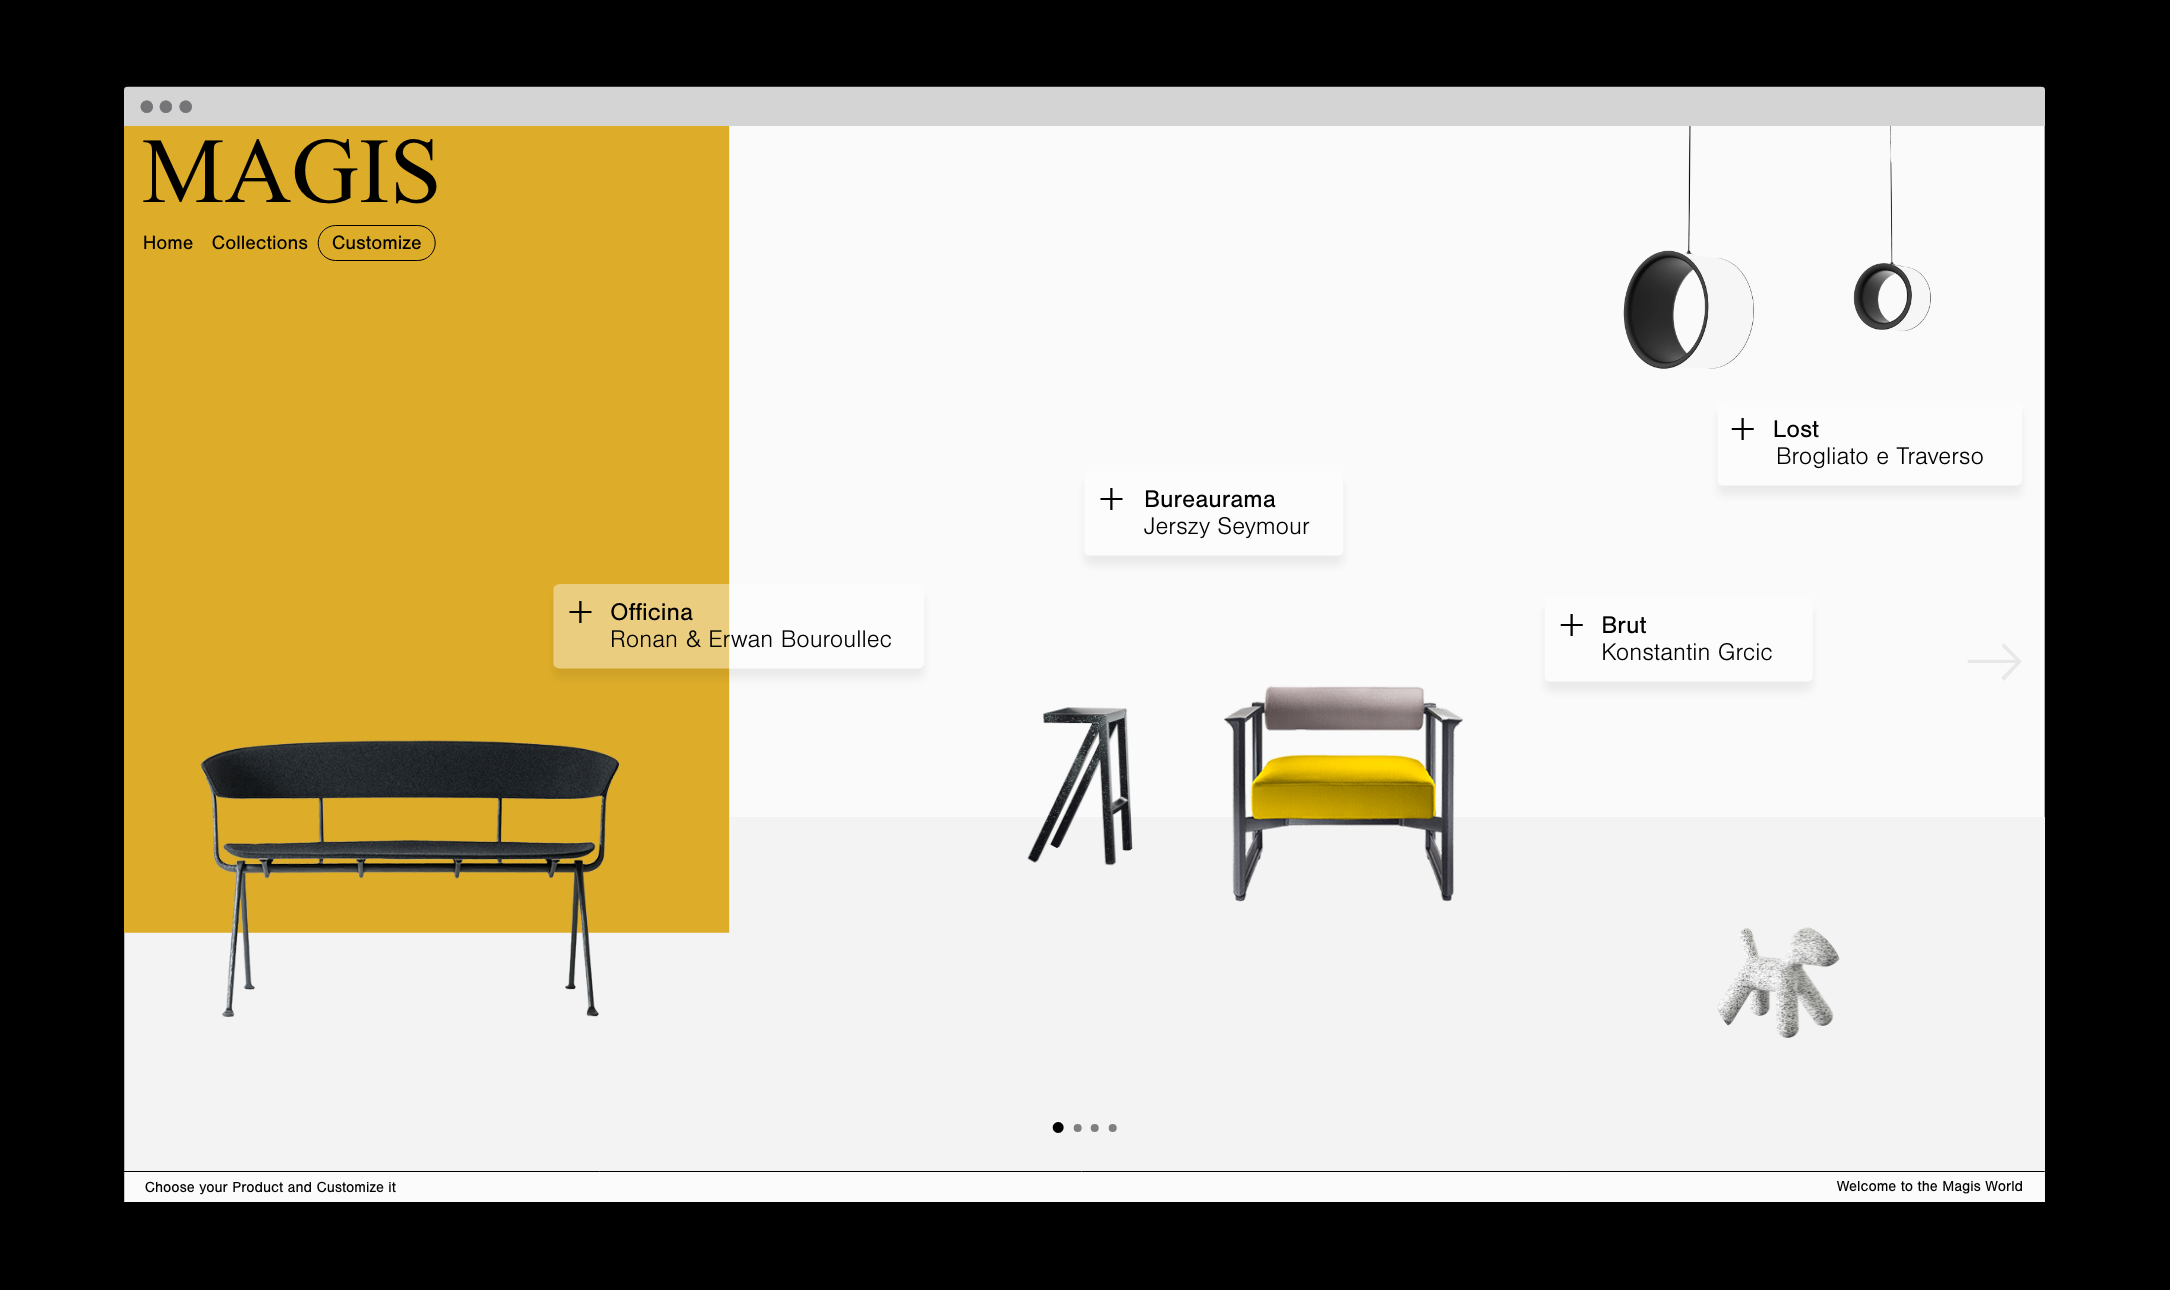 MAGIS
Home Collections Customize
Lost
Brogliato e Traverso
Bureaurama
Jerszy Seymour
Officina
Ronan & Erwan Bouroullec
Brut
Konstantin Grcic
Choose your Product and Customize it
Welcome to the Magis World